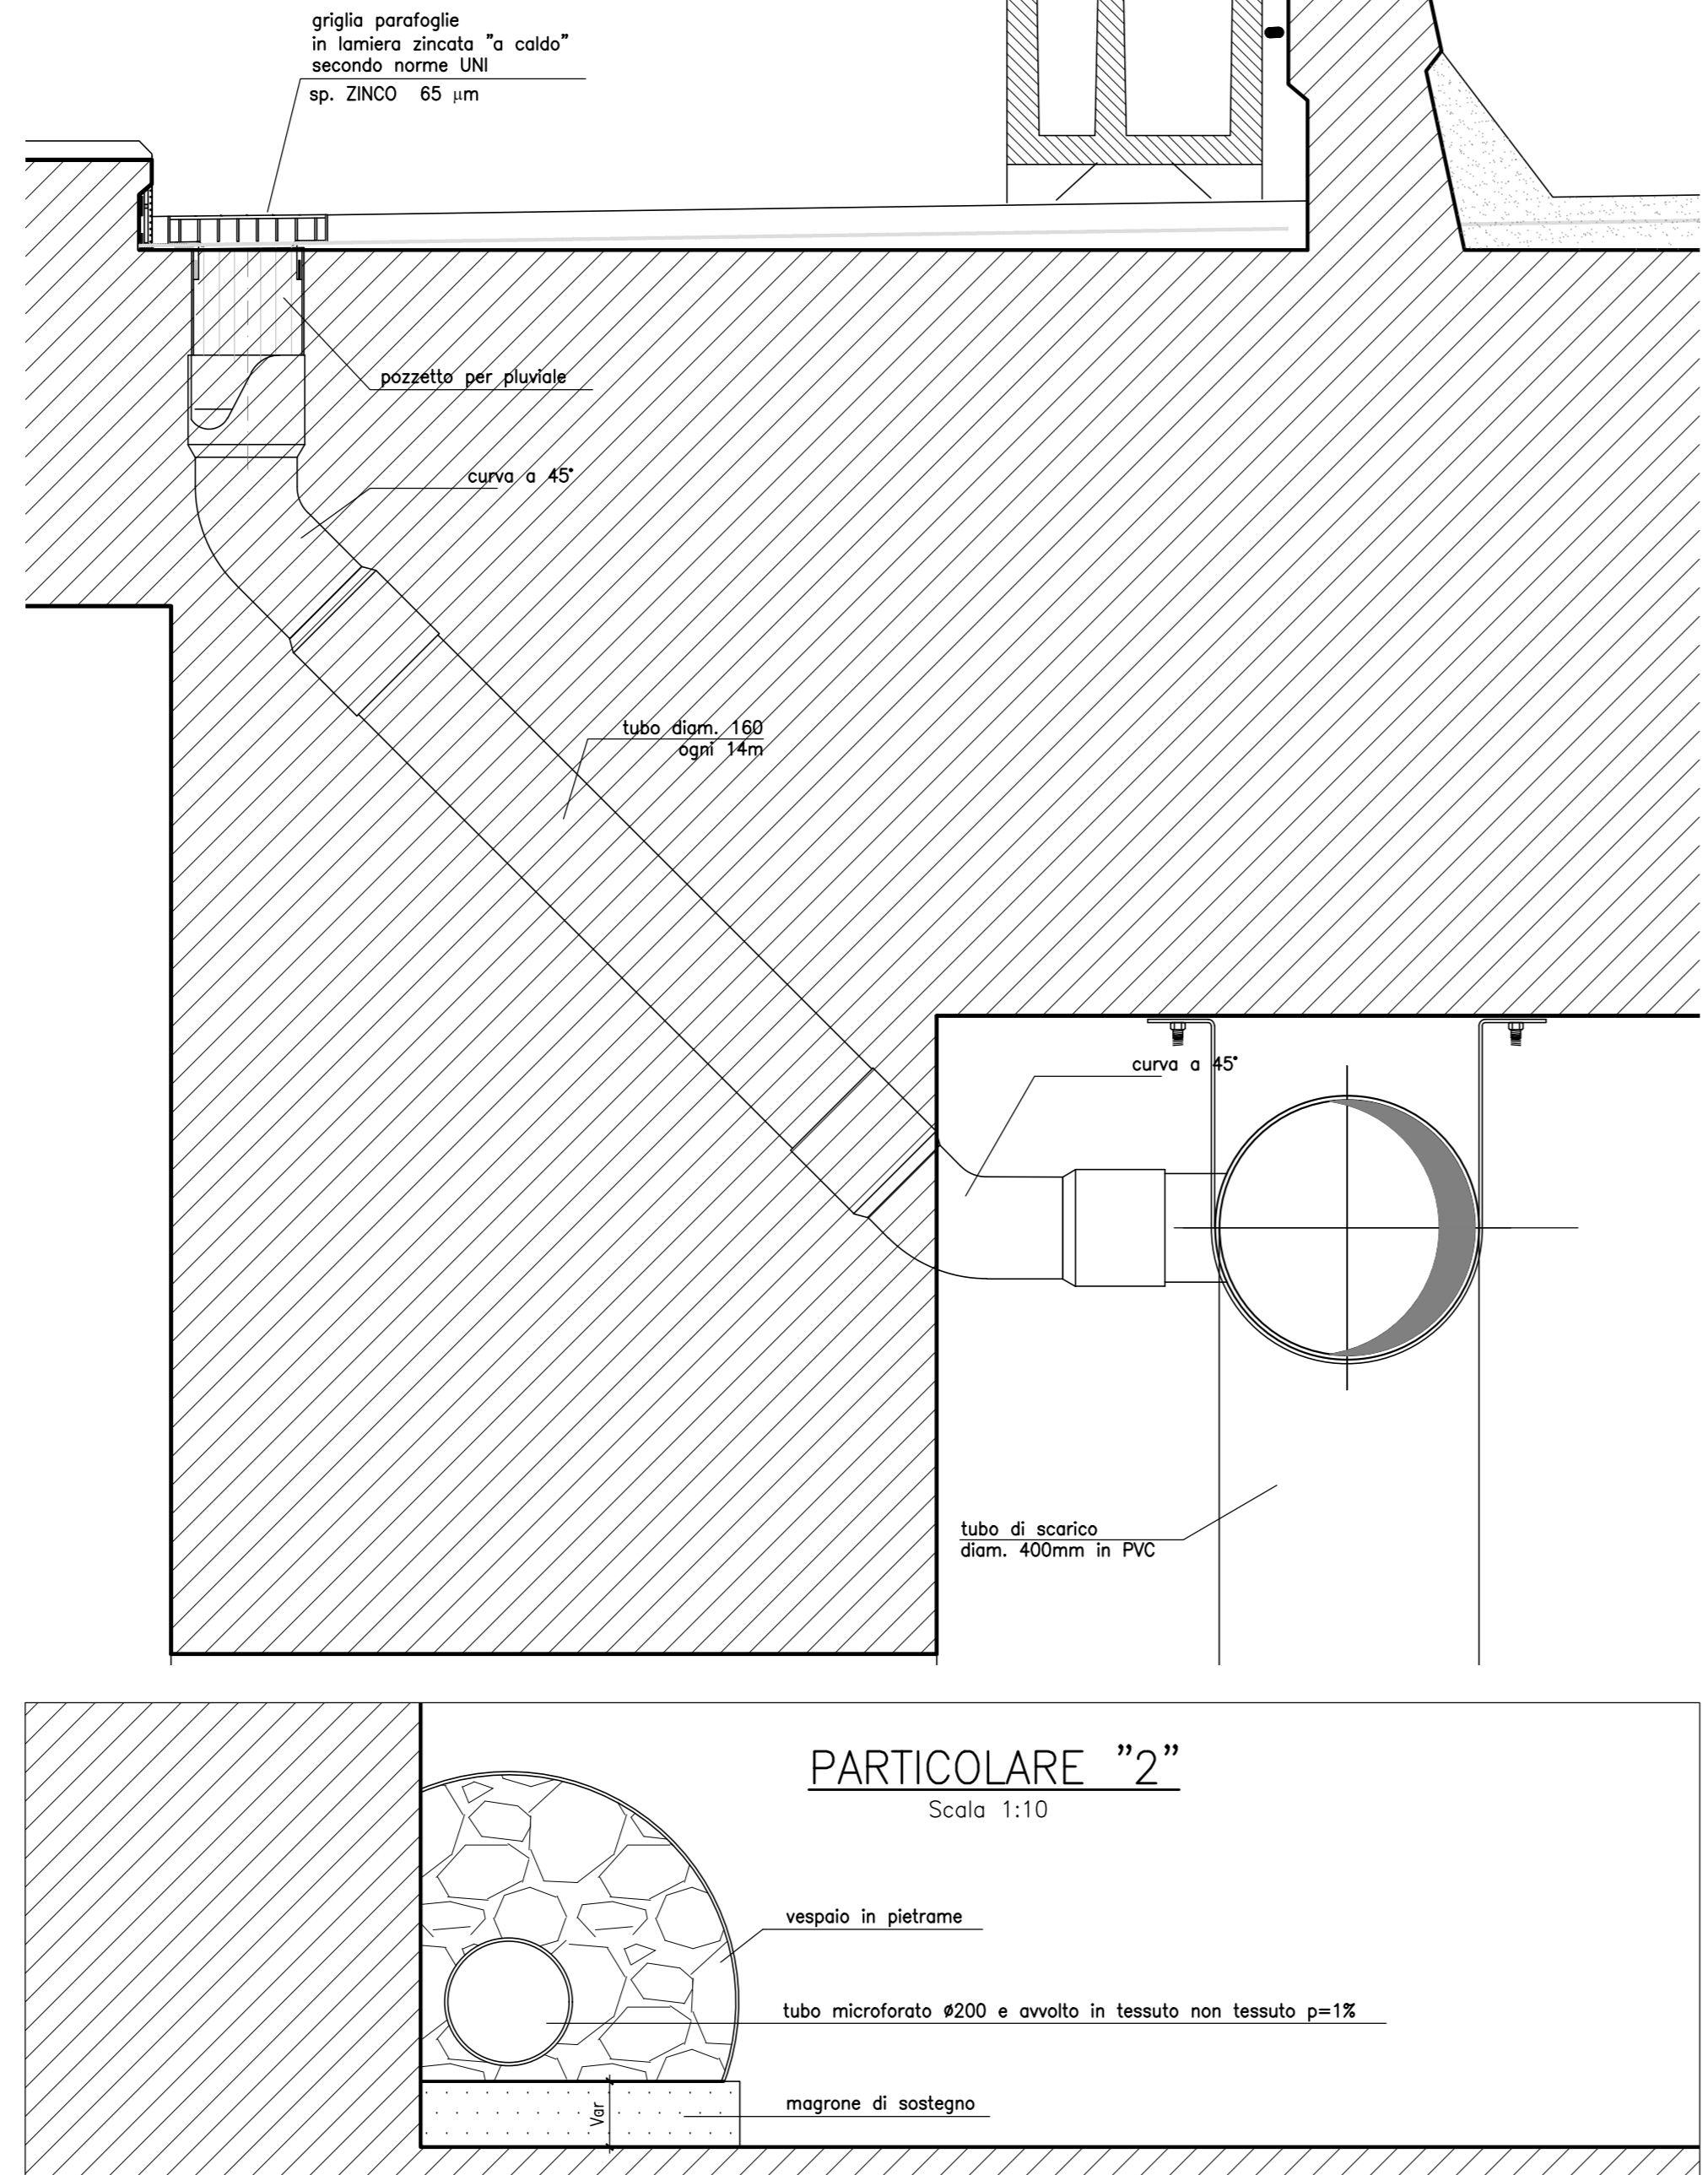 griglia parafoglie
in lamiera zincata "a caldo"
secondo norme UNI
sp. ZINCO 65 μm
pozzetto per pluviale
curva a 45°
tubo diam. 160
ogni 14m
curva a 45°
tubo di scarico
diam. 400mm in PVC
PARTICOLARE "2"
Scala 1:10
vespaio in pietrame
tubo microforato ø200 e avvolto in tessuto non tessuto p=1%
magrone di sostegno
Var